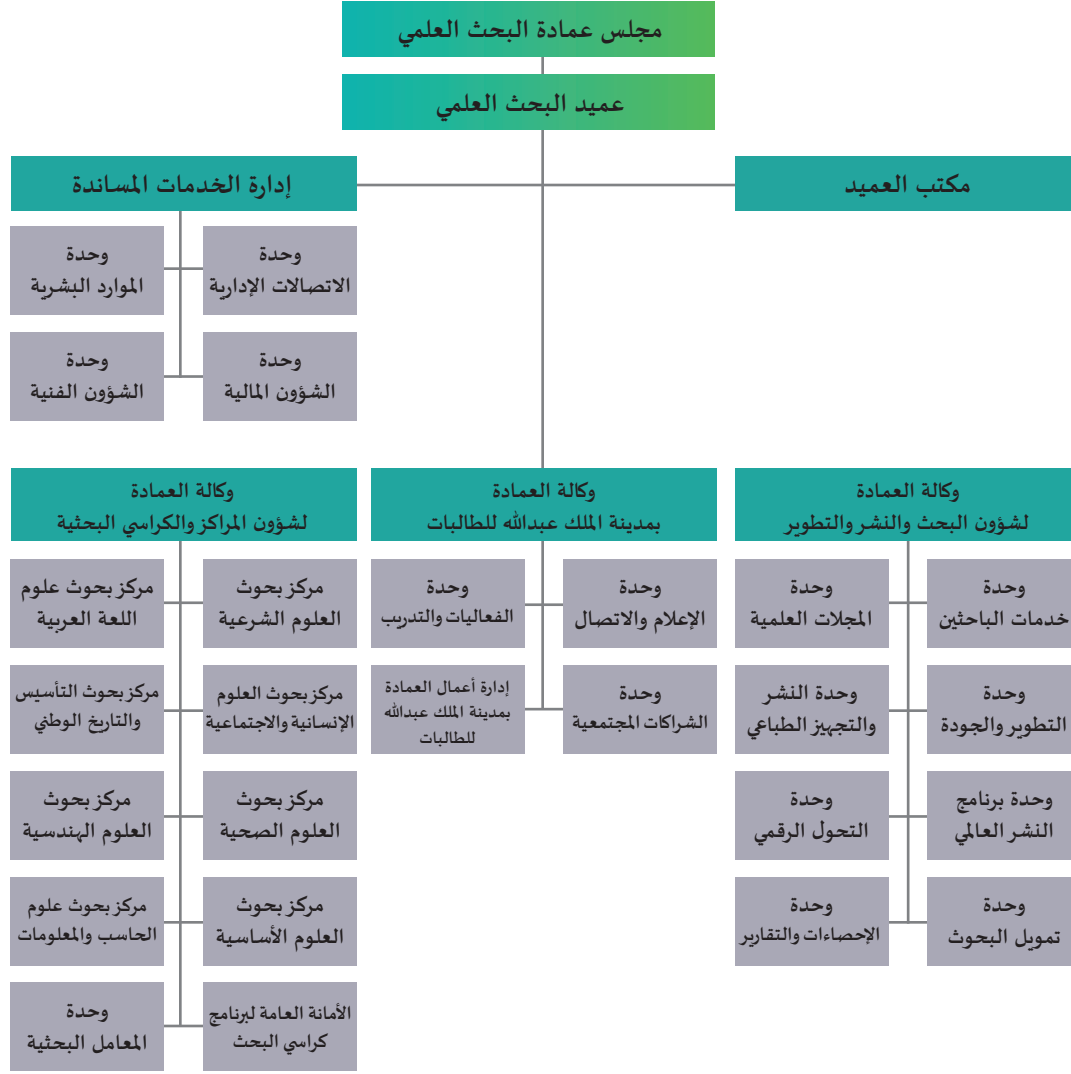 مجلس عمادة البحث العلمي
عميد البحث العلمي
مكتب العميد
إدارة الخدمات المساندة
وحدة
الاتصالات الإدارية
وحدة
الموارد البشرية
وحدة
الشؤون المالية
وحدة
الشؤون الفنية
وكالة العمادة
لشؤون البحث والنشر والتطوير
وحدة
خدمات الباحثين
وحدة
المجلات العلمية
وحدة
التطوير والجودة
وحدة النشر
والتجهيز الطباعي
وحدة برنامج
النشر العالمي
وحدة
التحول الرقمي
وحدة
تمويل البحوث
وحدة
الإحصاءات والتقارير
وكالة العمادة
بمدينة الملك عبدالله للطالبات
وحدة
الإعلام والاتصال
وحدة
الفعاليات والتدريب
وحدة
الشراكات المجتمعية
إدارة أعمال العمادة
بمدينة الملك عبدالله
للطالبات
وكالة العمادة
لشؤون المراكز والكراسي البحثية
مركز بحوث
العلوم الشرعية
مركز بحوث علوم
اللغة العربية
مركز بحوث العلوم
الإنسانية والاجتماعية
مركز بحوث التأسيس
والتاريخ الوطني
مركز بحوث
العلوم الصحية
مركز بحوث
العلوم الهندسية
مركز بحوث
العلوم الأساسية
مركز بحوث علوم
الحاسب والمعلومات
الأمانة العامة لبرنامج
كراسي البحث
وحدة
المعامل البحثية